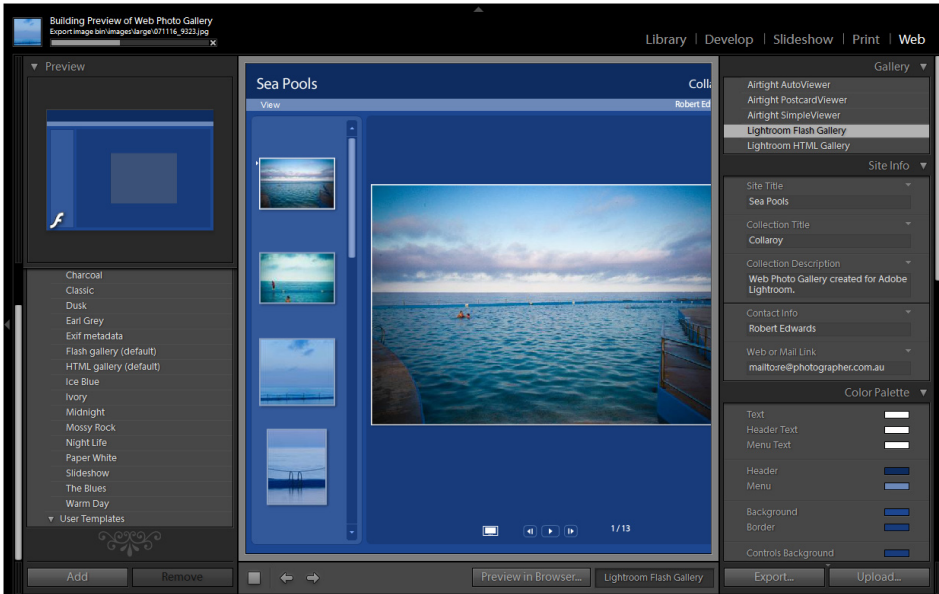 Building Preview of Web Photo Gallery
Export image bin\images\large\071116_9323.jpg
Library | Develop | Slideshow | Print | Web
Preview
Charcoal
Classic
Dusk
Earl Grey
Exif metadata
Flash gallery (default)
HTML gallery (default)
Ice Blue
Ivory
Midnight
Mossy Rock
Night Life
Paper White
Slideshow
The Blues
Warm Day
User Templates
Add
Remove
Sea Pools
Colla
View
Robert Ed
1/13
Preview in Browser...
Lightroom Flash Gallery
Gallery
Airtight AutoViewer
Airtight PostcardViewer
Airtight SimpleViewer
Lightroom Flash Gallery
Lightroom HTML Gallery
Site Info
Site Title
Sea Pools
Collection Title
Collaroy
Collection Description
Web Photo Gallery created for Adobe
Lightroom.
Contact Info
Robert Edwards
Web or Mail Link
mailto:re@photographer.com.au
Color Palette
Text
Header Text
Menu Text
Header
Menu
Background
Border
Controls Background
Export...
Upload...